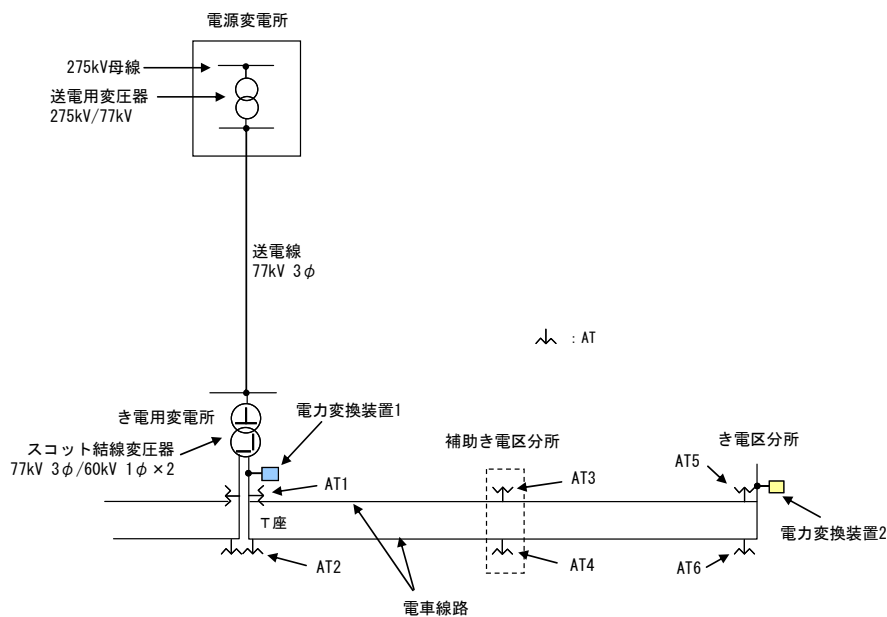 電源変電所
275kV母線
送電用変圧器
275kV/77kV
送電線
77kV 3φ
: AT
き電用変電所
電力変換装置1
スコット結線変圧器
77kV 3φ/60kV 1φ×2
補助き電区分所
き電区分所
AT1
AT3
AT5
T座
電力変換装置2
AT2
AT4
AT6
電車線路